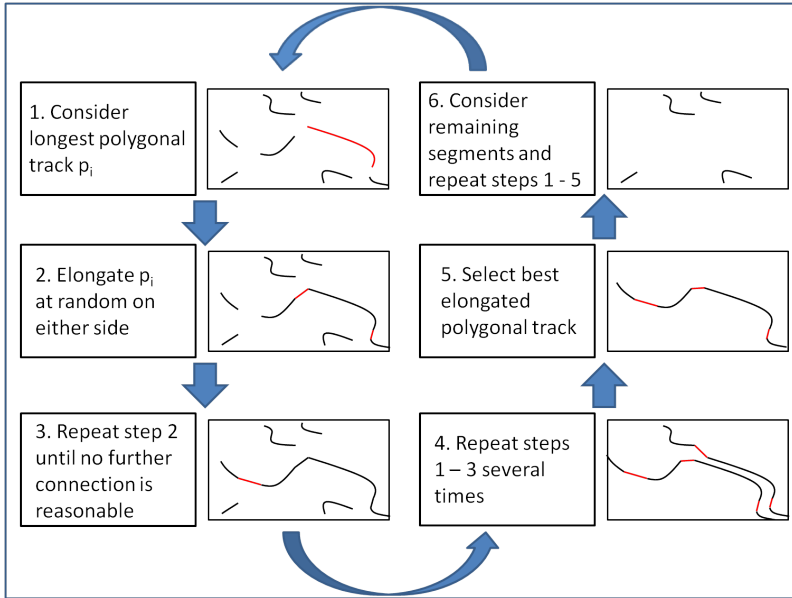 1. Consider
longest polygonal
track pi
2. Elongate pi
at random on
either side
3. Repeat step 2
until no further
connection is
reasonable
4. Repeat steps
1 – 3 several
times
5. Select best
elongated
polygonal track
6. Consider
remaining
segments and
repeat steps 1 - 5